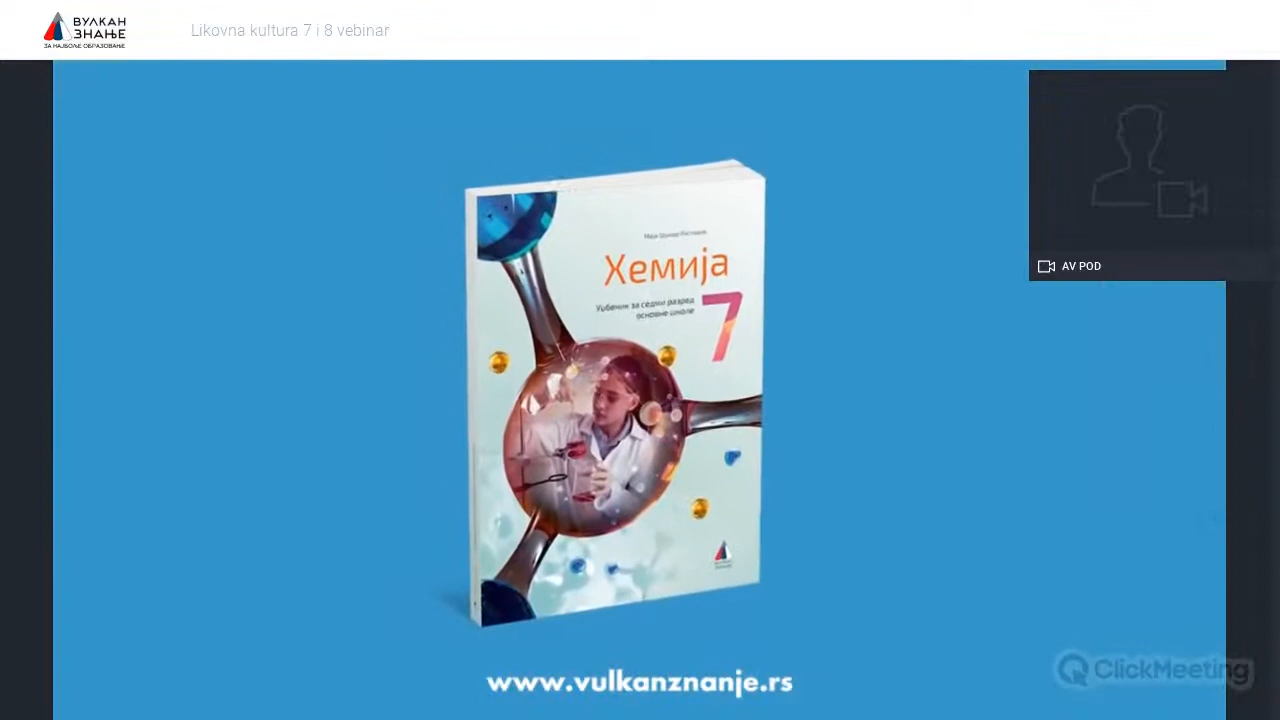 ВУЛКАН
ЗНАЊЕ
ЗА НАЈБОЉЕ ОБРАЗОВАЊЕ
Likovna kultura 7 i 8 vebinar
AV POD
Хемија
Уџбеник за седми разред
основне школе
7
www.vulkanznanje.rs
ClickMeeting